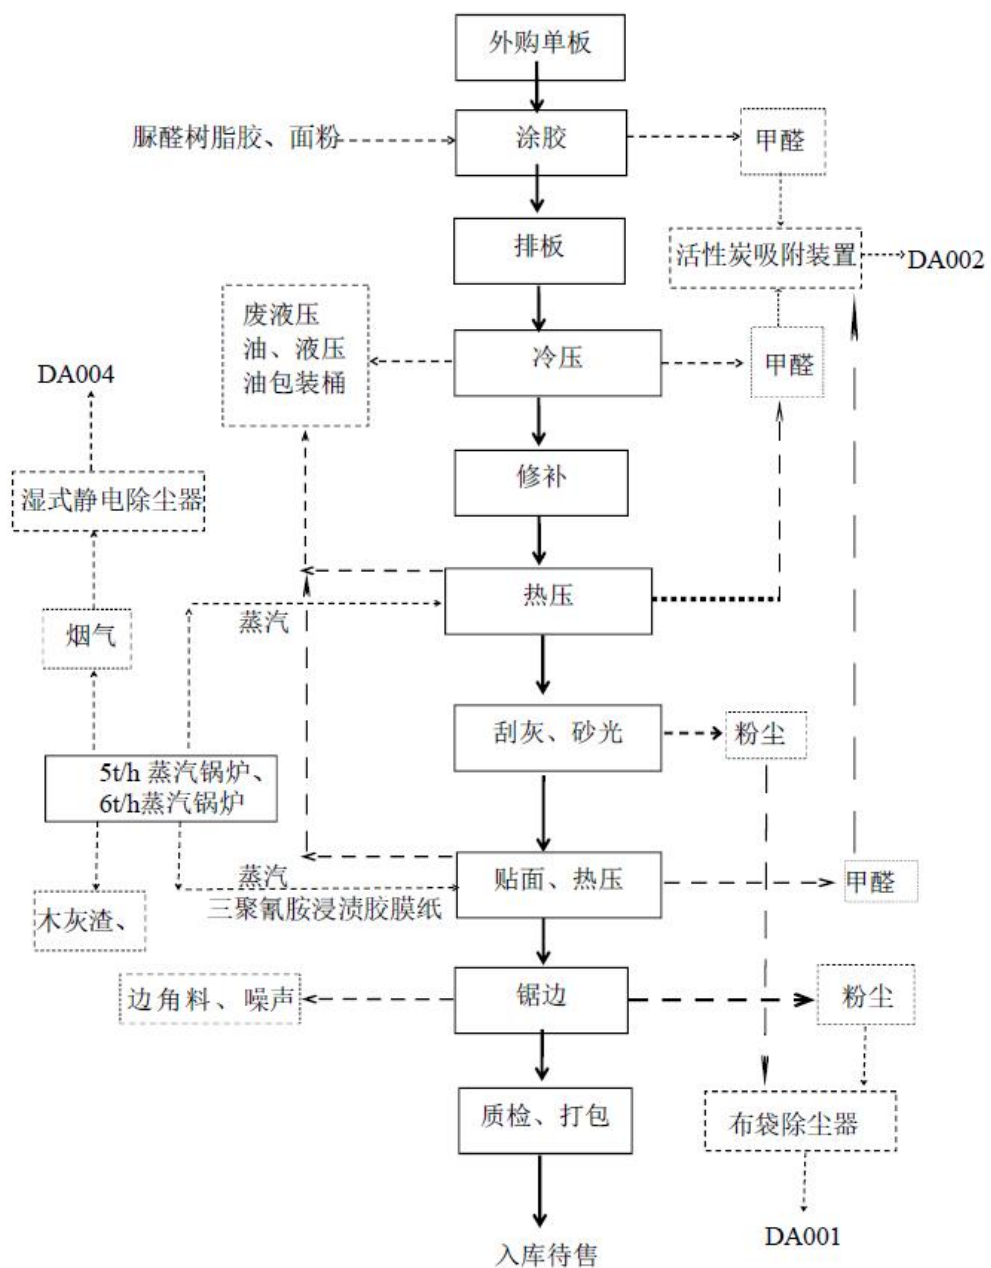 外购单板
脲醛树脂胶、面粉
涂胶
甲醛
排板
活性炭吸附装置
DA002
废液压
油、液压
油包装桶
冷压
甲醛
DA004
修补
湿式静电除尘器
热压
蒸汽
烟气
刮灰、砂光
粉尘
5t/h 蒸汽锅炉、
6t/h蒸汽锅炉
蒸汽
贴面、热压
甲醛
三聚氰胺浸渍胶膜纸
木灰渣、
边角料、噪声
锯边
粉尘
质检、打包
布袋除尘器
DA001
入库待售